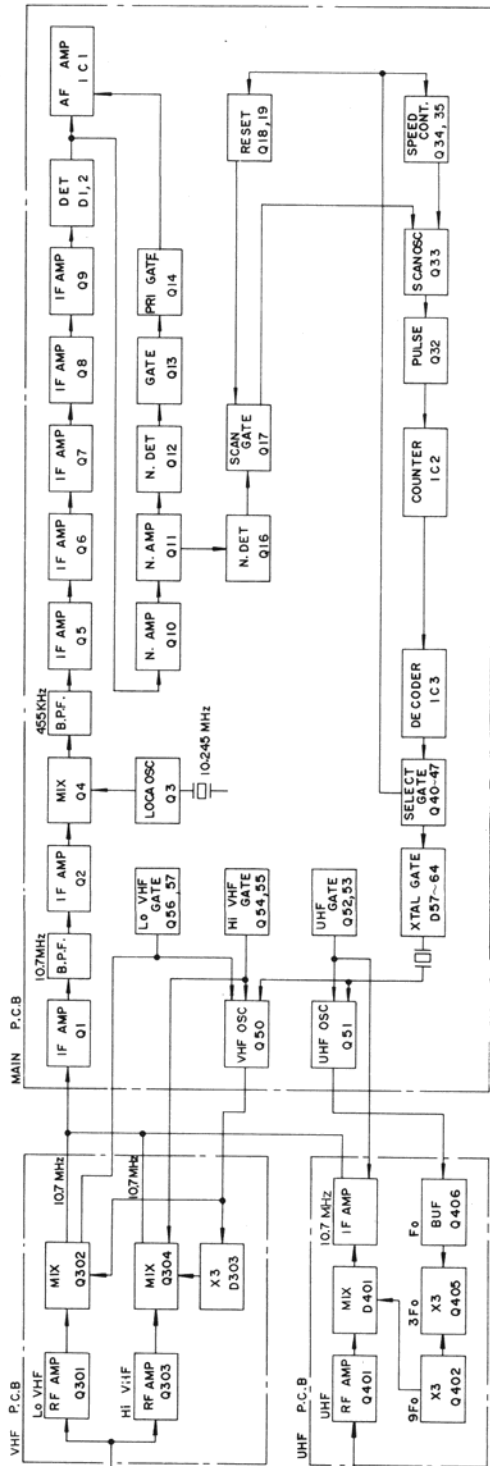 VHF P.C.B
Lo VHF
RF AMP
Q301
MIX
Q302
10.7MHz
Hi VHF
RF AMP
Q303
MIX
Q304
10.7MHz
X3
D303
UHF P.C.B
UHF
RF AMP
Q401
MIX
D401
10.7 MHz
IF AMP
9Fo
X3
Q402
3Fo
X3
Q405
Fo
BUF
Q406
MAIN P.C.B
IF AMP
Q1
10.7MHz
B.P.F.
IF AMP
Q2
MIX
Q4
455KHz
B.P.F.
IF AMP
Q5
IF AMP
Q6
IF AMP
Q7
IF AMP
Q8
IF AMP
Q9
DET
D1,2
AF AMP
IC1
LOCA OSC
Q3
10.245 MHz
N. AMP
Q10
N. AMP
Q11
N. DET
Q12
GATE
Q13
PRI GATE
Q14
Lo VHF
GATE
Q56, 57
Hi VHF
GATE
Q54, 55
VHF OSC
Q50
UHF
GATE
Q52, 53
UHF OSC
Q51
N. DET
Q16
SCAN
GATE
Q17
RESET
Q18, 19
XTAL GATE
D57~64
SELECT
GATE
Q40-47
DECODER
IC3
COUNTER
IC2
PULSE
Q32
SCAN OSC
Q33
SPEED
CONT.
Q34, 35